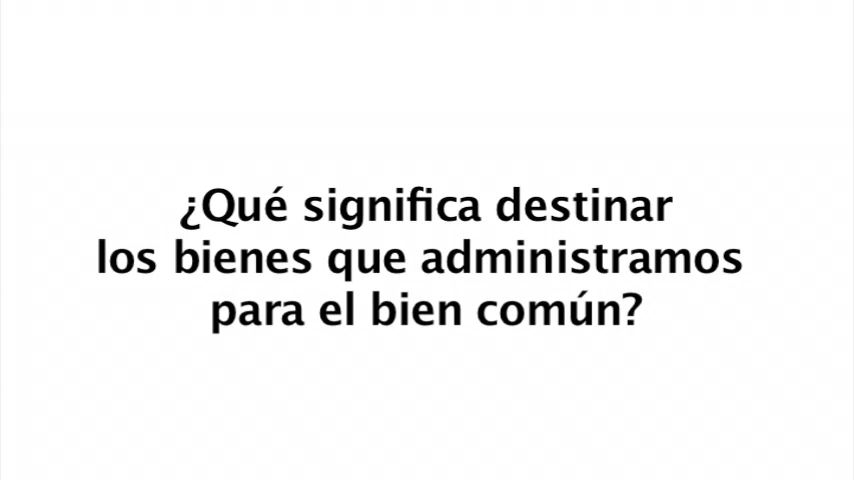 ¿Qué significa destinar
los bienes que administramos
para el bien común?